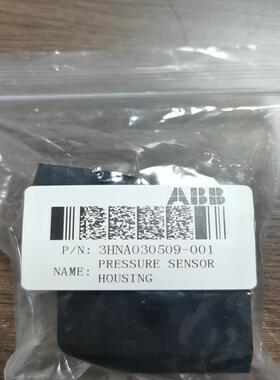 ABB
P/N: 3HNA030509-001
NAME: PRESSURE SENSOR
HOUSING